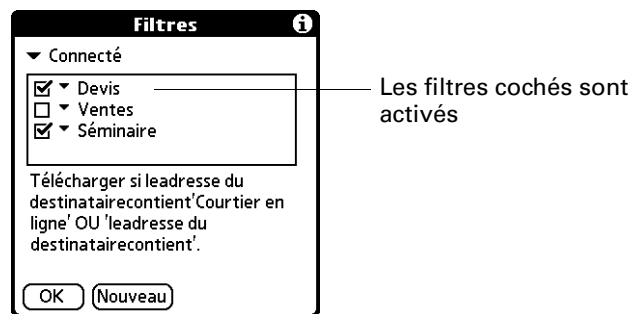 Filtres
Connecté
Devis
Ventes
Séminaire
Télécharger si leadresse du
destinatairecontient'Courtier en
ligne' OU 'leadresse du
destinatairecontient'.
OK
Nouveau
Les filtres cochés sont
activés